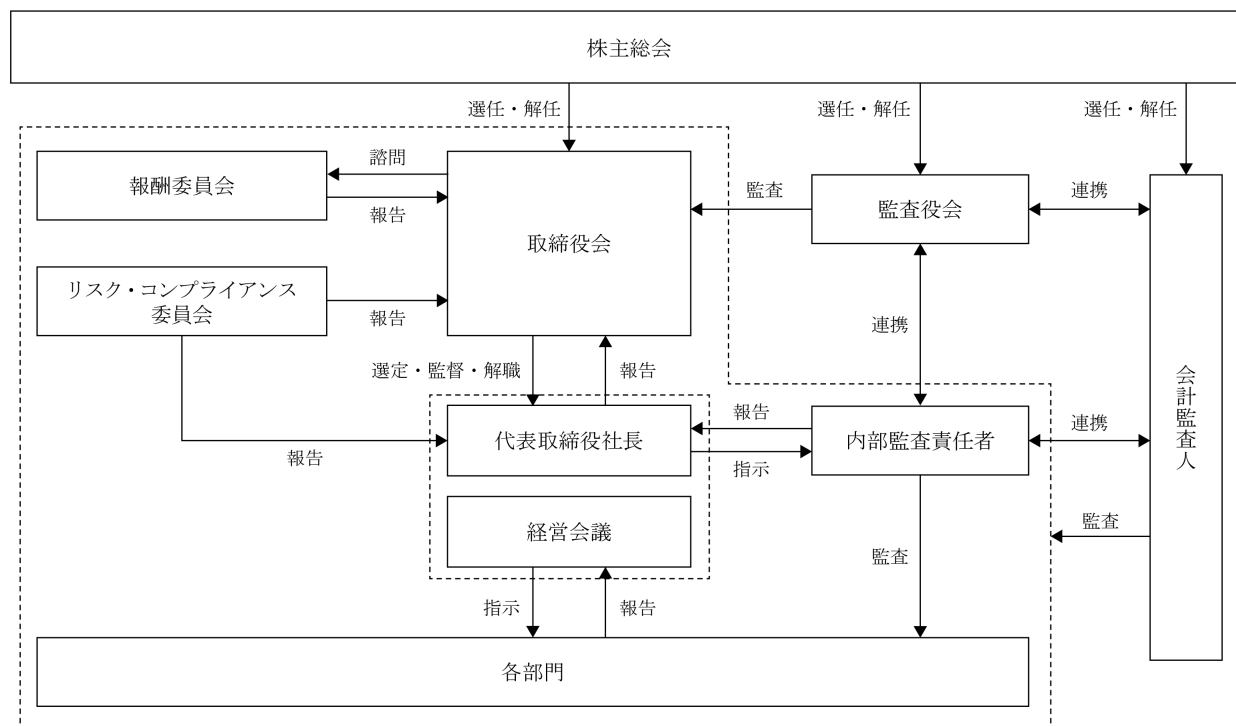 株主総会
選任・解任
選任・解任
選任・解任
報酬委員会
諮問
報告
取締役会
監査
監査役会
連携
リスク・コンプライアンス
委員会
報告
連携
選定・監督・解職
報告
会計監査人
報告
代表取締役社長
報告
指示
内部監査責任者
連携
経営会議
監査
監査
指示
報告
各部門